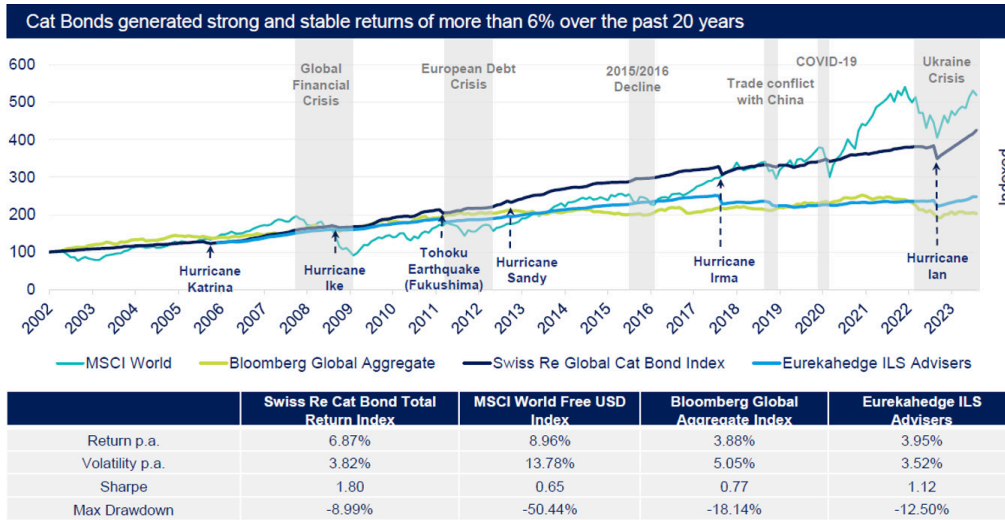 Cat Bonds generated strong and stable returns of more than 6% over the past 20 years
600
500
400
300
200
100
0
Global
Financial
Crisis
European Debt
Crisis
2015/2016
Decline
Trade conflict
with China
COVID-19
Ukraine
Crisis
Indexed
Hurricane
Katrina
Hurricane
Ike
Tohoku
Earthquake
(Fukushima)
Hurricane
Sandy
Hurricane
Irma
Hurricane
Ian
2002 2003 2004 2005 2006 2007 2008 2009 2010 2011 2012 2013 2014 2015 2016 2017 2018 2019 2020 2021 2022 2023
MSCI World Bloomberg Global Aggregate Swiss Re Global Cat Bond Index Eurekahedge ILS Advisers
Swiss Re Cat Bond Total Return Index MSCI World Free USD Index Bloomberg Global Aggregate Index Eurekahedge ILS Advisers
Return p.a. 6.87% 8.96% 3.88% 3.95%
Volatility p.a. 3.82% 13.78% 5.05% 3.52%
Sharpe 1.80 0.65 0.77 1.12
Max Drawdown -8.99% -50.44% -18.14% -12.50%